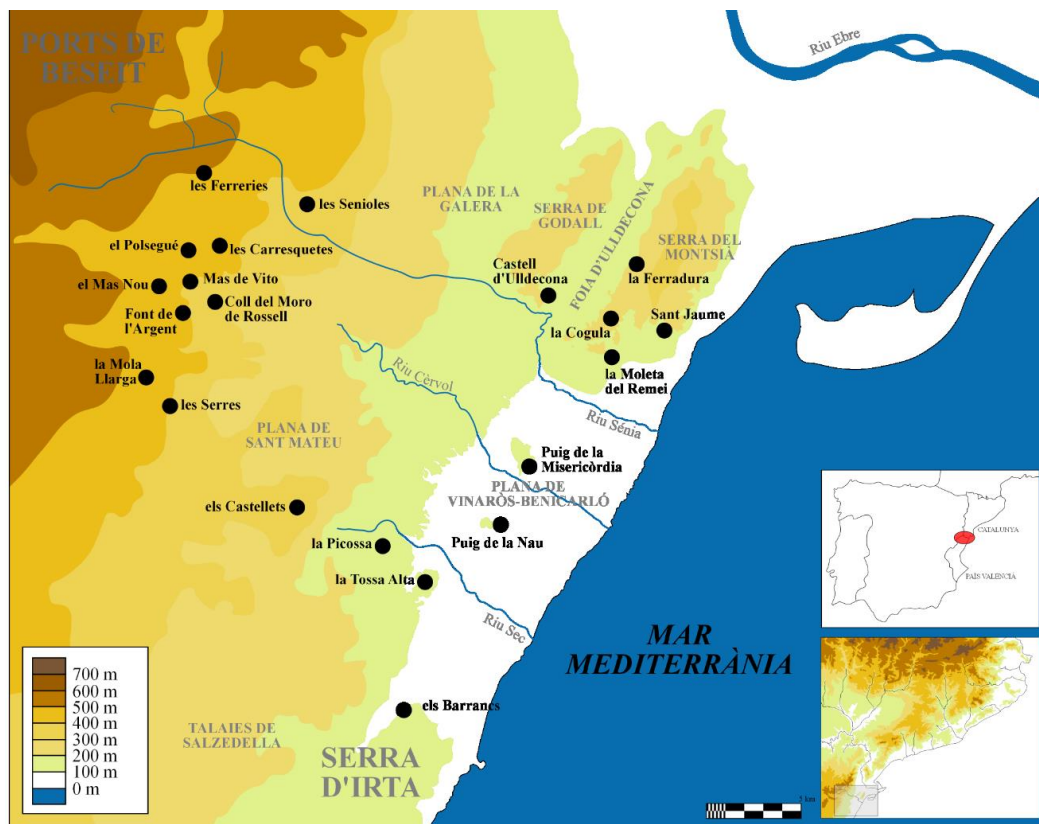 PORTS DE
BESEIT
Riu Ebre
les Ferreries
les Senioles
PLANA DE LA
GALERA
SERRA DE
GODALL
FOIA D'ULLDECONA
SERRA DEL
MONTSIÀ
el Polsegué
les Carresquetes
Castell
d'Ulldecona
la Ferradura
el Mas Nou
Mas de Vito
Coll del Moro
de Rossell
Font de
l'Argent
la Cogula
Sant Jaume
la Mola
Llarga
les Serres
Riu Cèrvol
la Moleta
del Remei
Riu Sénia
PLANA DE
SANT MATEU
Puig de la
Misericòrdia
PLANA DE
VINARÒS-BENICARLÓ
els Castellets
la Picossa
Puig de la Nau
la Tossa Alta
Riu Sec
MAR
MEDITERRÀNIA
CATALUNYA
PAÍS VALENCIÀ
els Barrancs
TALAIES DE
SALZEDELLA
SERRA
D'IRTA
700 m
600 m
500 m
400 m
300 m
200 m
100 m
0 m
5 km